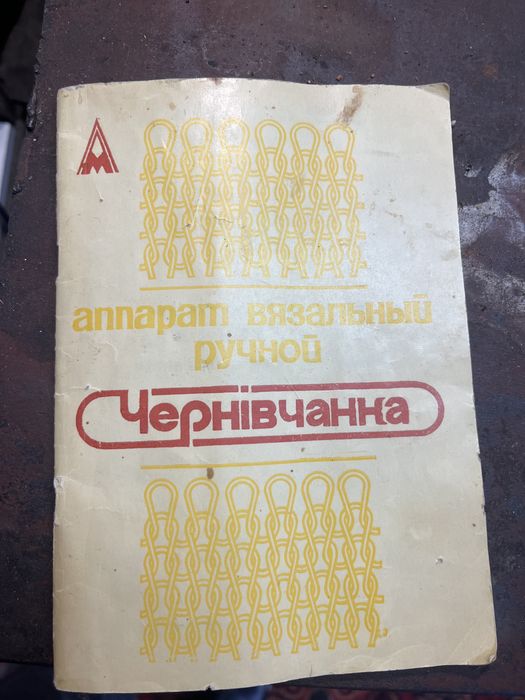 аппарат вязальный
ручной
Чернівчанка